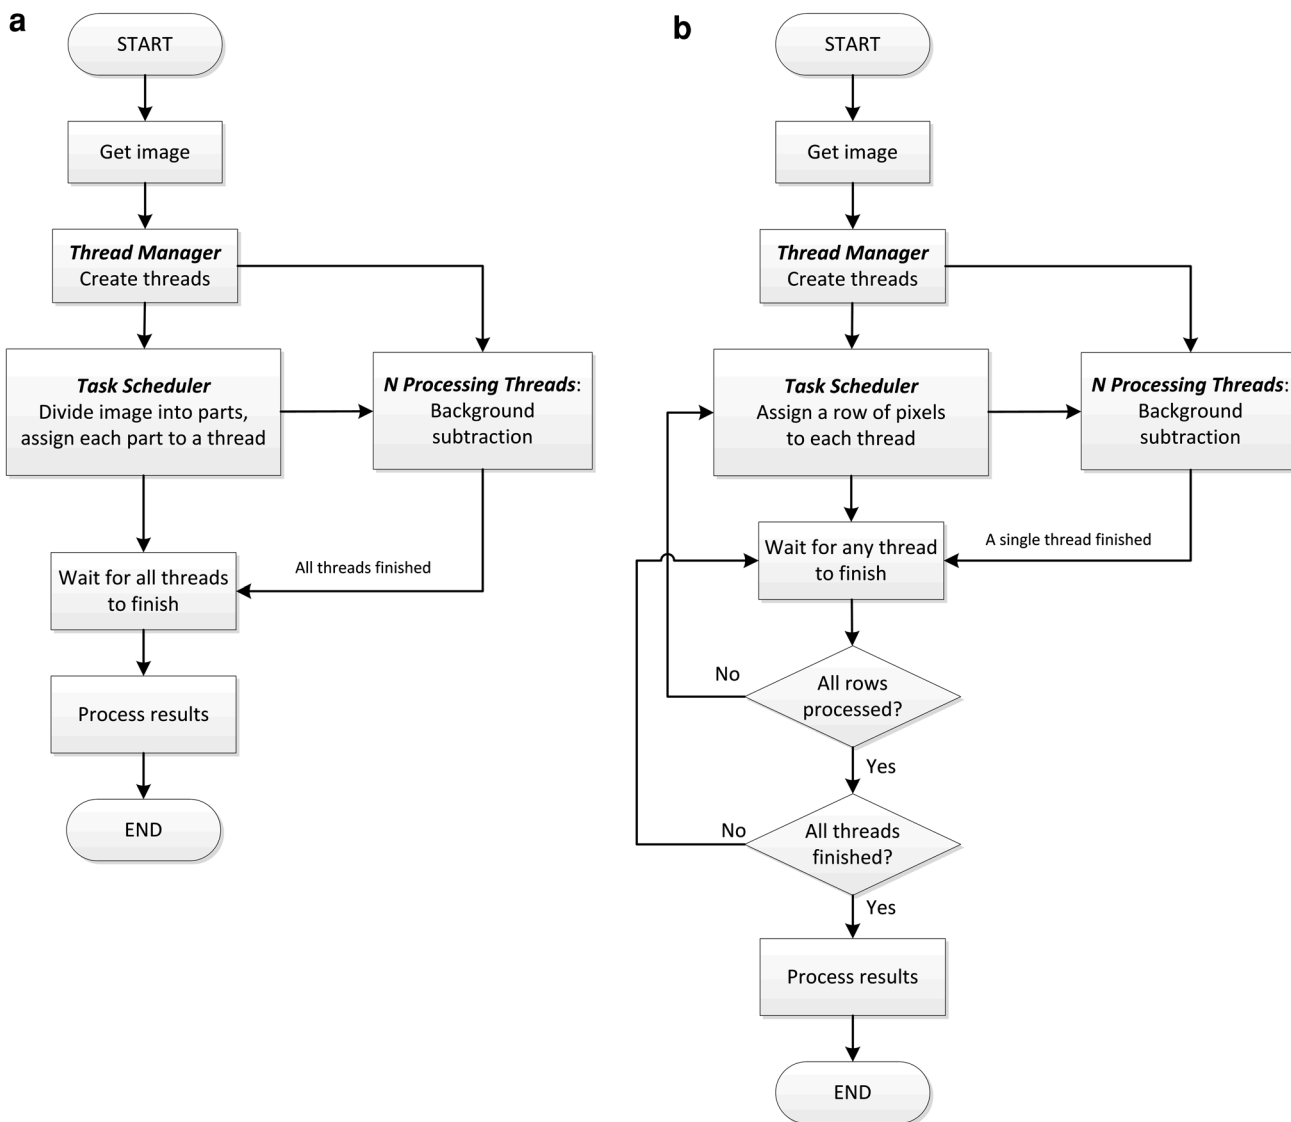 a
START
Get image
Thread Manager
Create threads
Task Scheduler
Divide image into parts,
assign each part to a thread
N Processing Threads:
Background
subtraction
All threads finished
Wait for all threads
to finish
Process results
END
b
START
Get image
Thread Manager
Create threads
Task Scheduler
Assign a row of pixels
to each thread
N Processing Threads:
Background
subtraction
A single thread finished
Wait for any thread
to finish
No
All rows
processed?
Yes
No
All threads
finished?
Yes
Process results
END